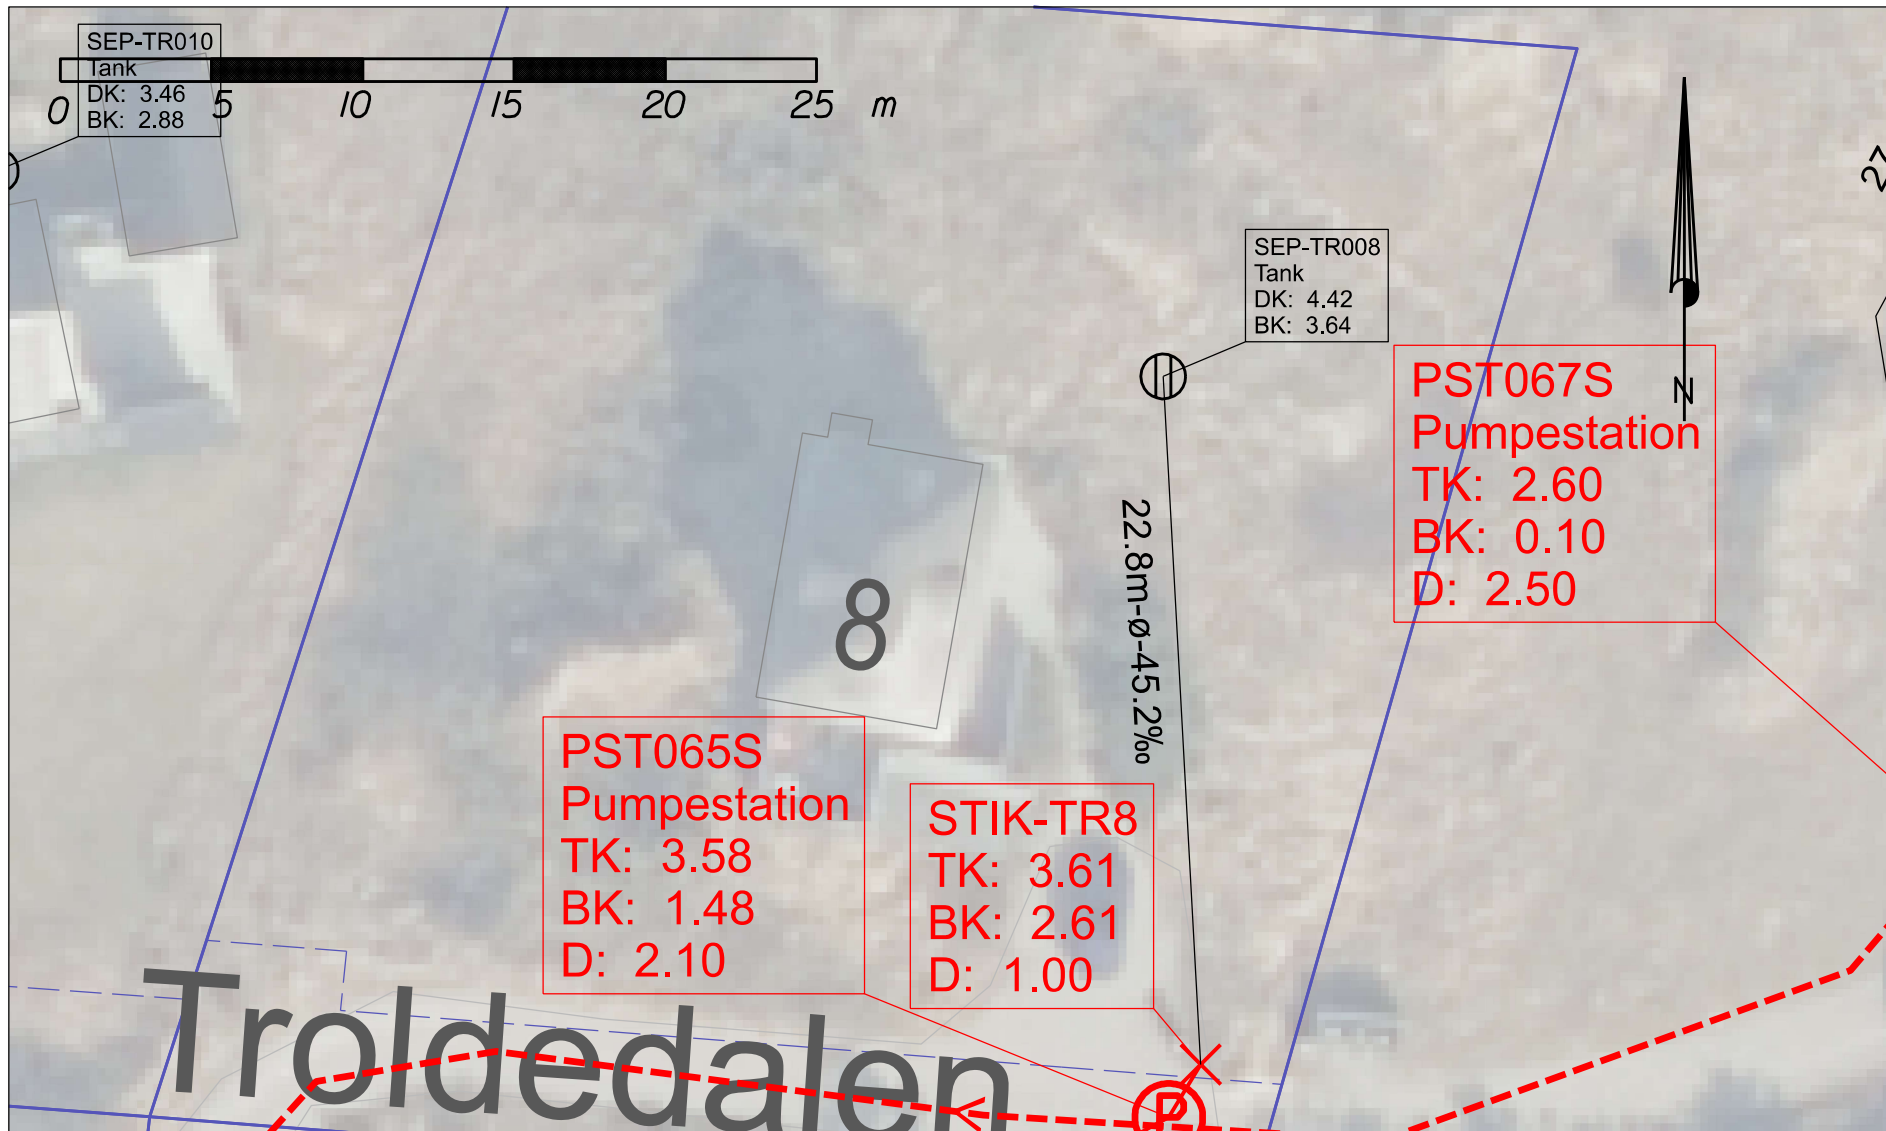 SEP-TR010
Tank
DK: 3.46
BK: 2.88
0 5 10 15 20 25 m
27
SEP-TR008
Tank
DK: 4.42
BK: 3.64
N
PST067S
Pumpestation
TK: 2.60
BK: 0.10
D: 2.50
22.8m-ø-45.2‰
8
PST065S
Pumpestation
TK: 3.58
BK: 1.48
D: 2.10
STIK-TR8
TK: 3.61
BK: 2.61
D: 1.00
Troldedalen
P